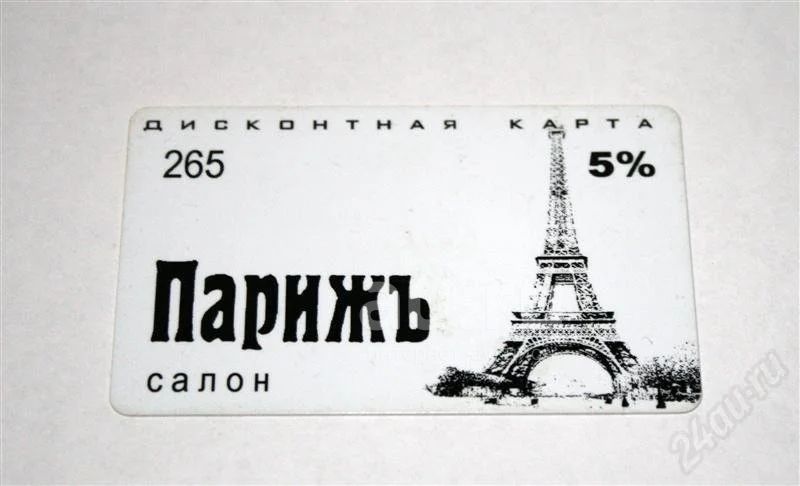 ДИСКОНТНАЯ КАРТА
265 5%
Парижъ
салон
24au.ru